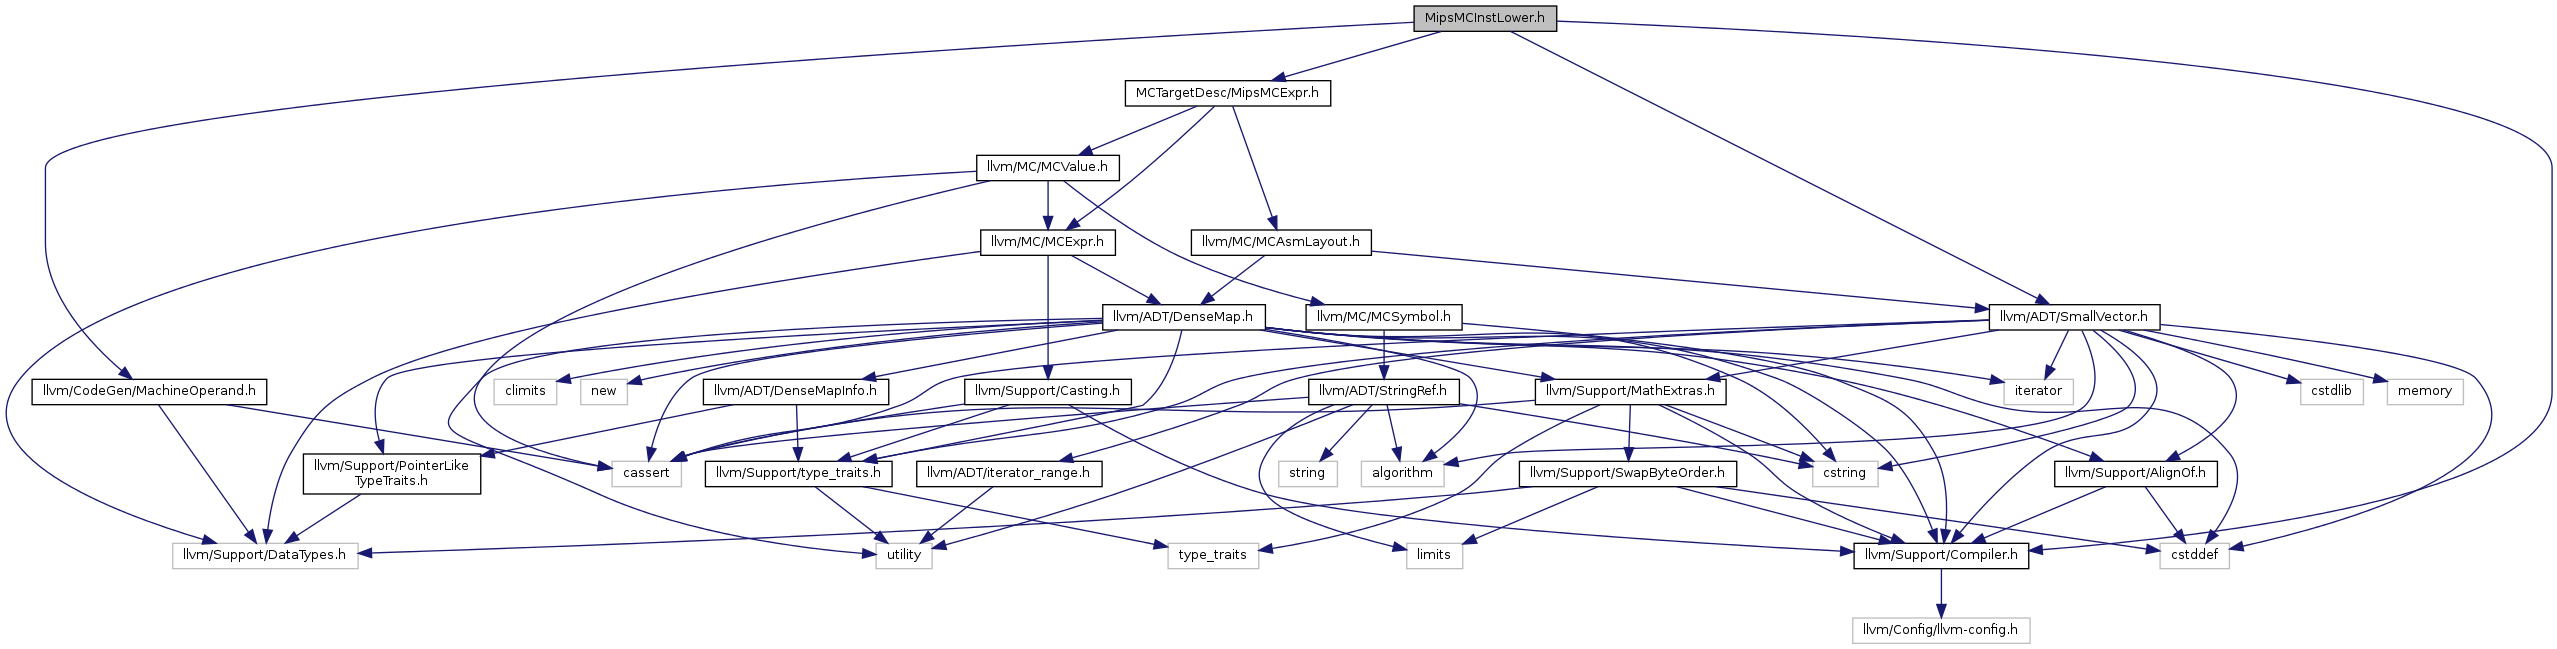 MipsMCInstLower.h
MCTargetDesc/MipsMCExpr.h
llvm/MC/MCValue.h
llvm/MC/MCExpr.h
llvm/MC/MCAsmLayout.h
llvm/ADT/DenseMap.h
llvm/MC/MCSymbol.h
llvm/ADT/SmallVector.h
llvm/CodeGen/MachineOperand.h
climits
new
llvm/ADT/DenseMapInfo.h
llvm/Support/Casting.h
llvm/ADT/StringRef.h
llvm/Support/MathExtras.h
iterator
cstdlib
memory
llvm/Support/PointerLike
TypeTraits.h
cassert
llvm/Support/type_traits.h
llvm/ADT/iterator_range.h
string
algorithm
llvm/Support/SwapByteOrder.h
cstring
llvm/Support/AlignOf.h
llvm/Support/DataTypes.h
utility
type_traits
limits
llvm/Support/Compiler.h
cstddef
llvm/Config/llvm-config.h